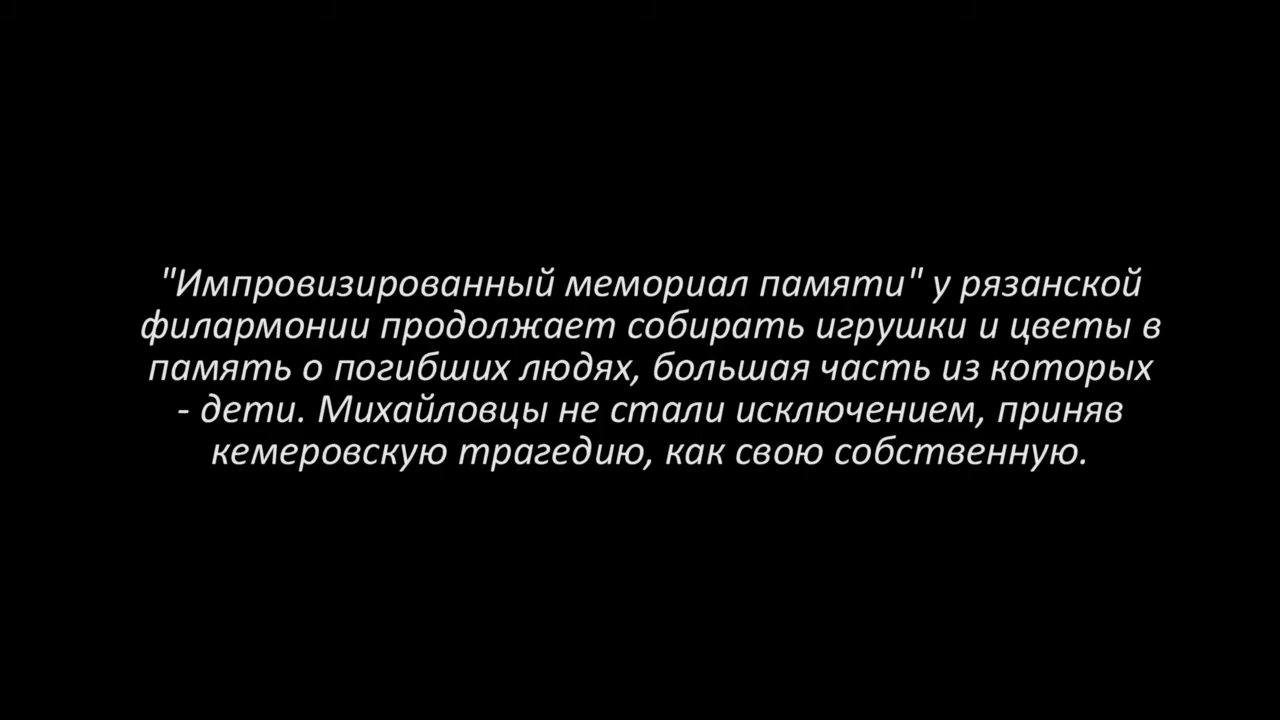 "Импровизированный мемориал памяти" у рязанской
филармонии продолжает собирать игрушки и цветы в
память о погибших людях, большая часть из которых
- дети. Михайловцы не стали исключением, приняв
кемеровскую трагедию, как свою собственную.